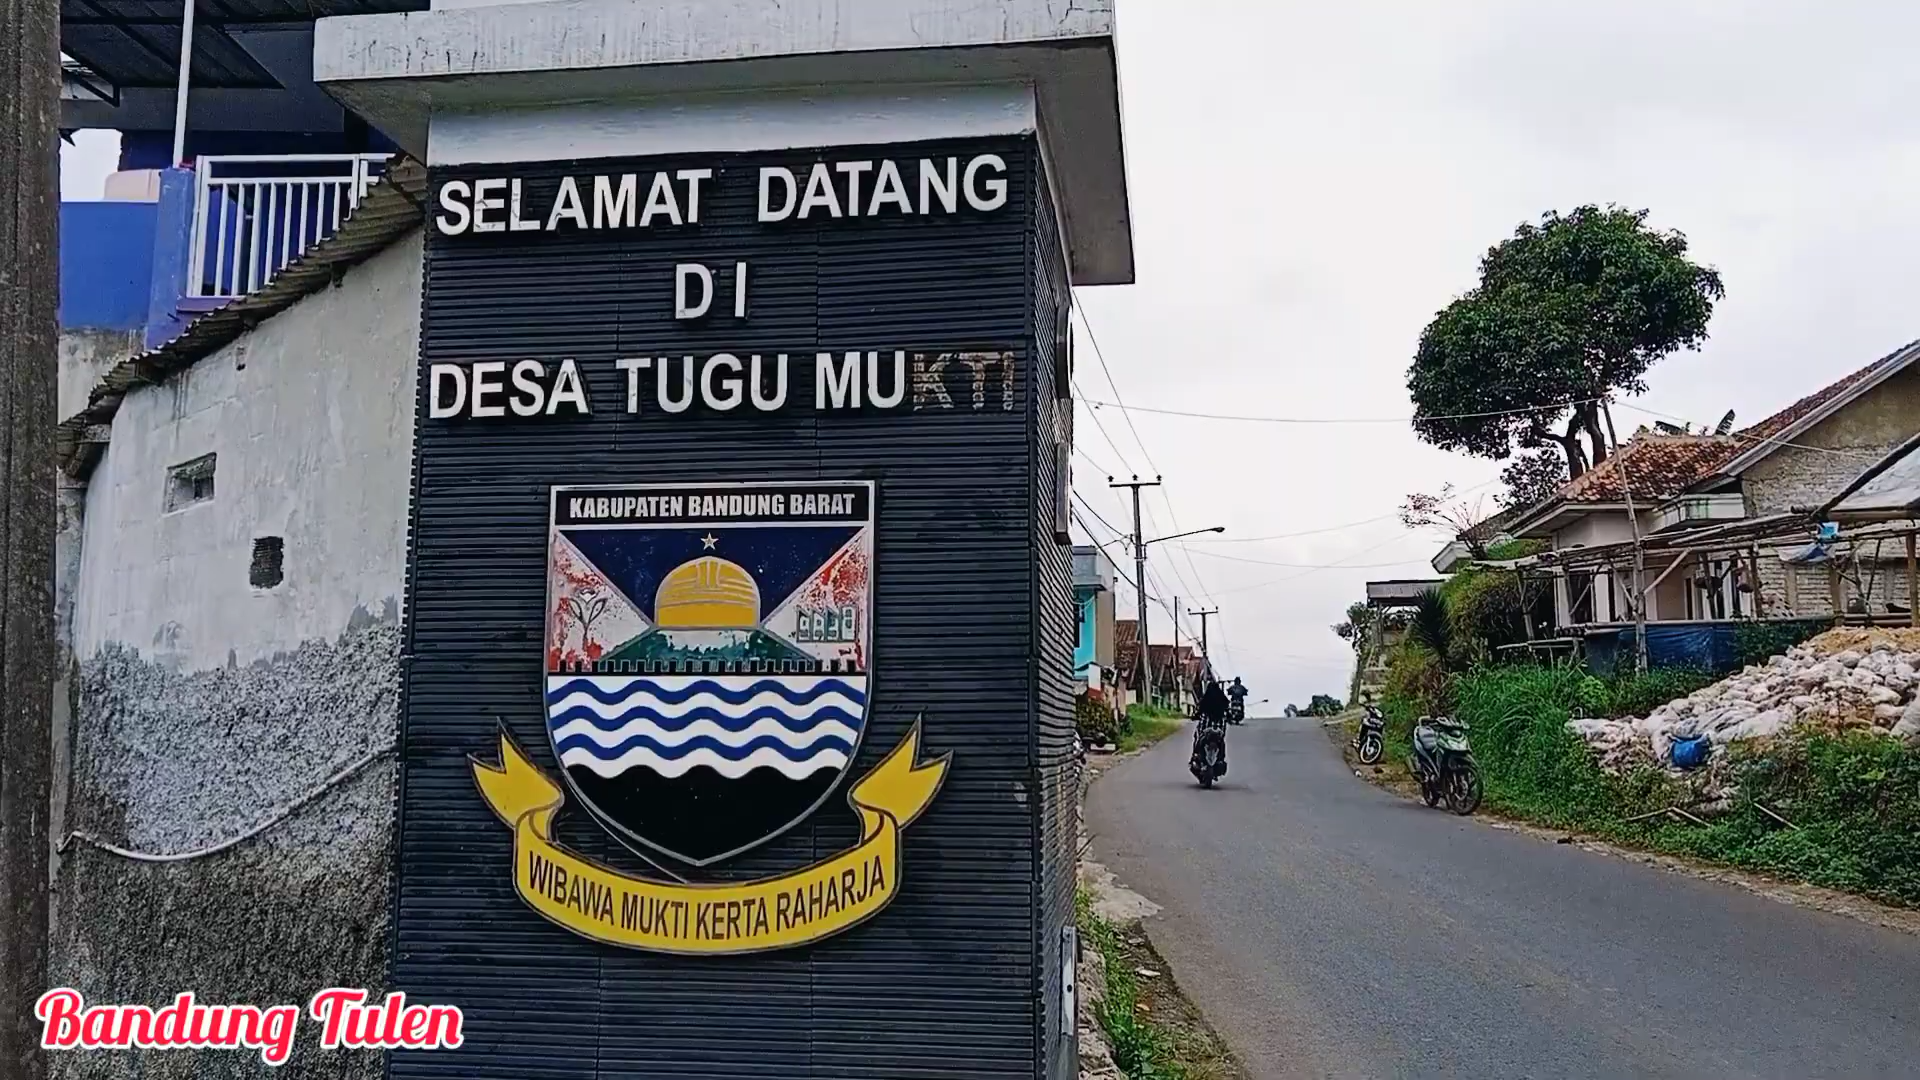 SELAMAT DATANG
DI
DESA TUGU MUKTI
KABUPATEN BANDUNG BARAT
WIBAWA MUKTI KERTA RAHARJA
Bandung Tulen